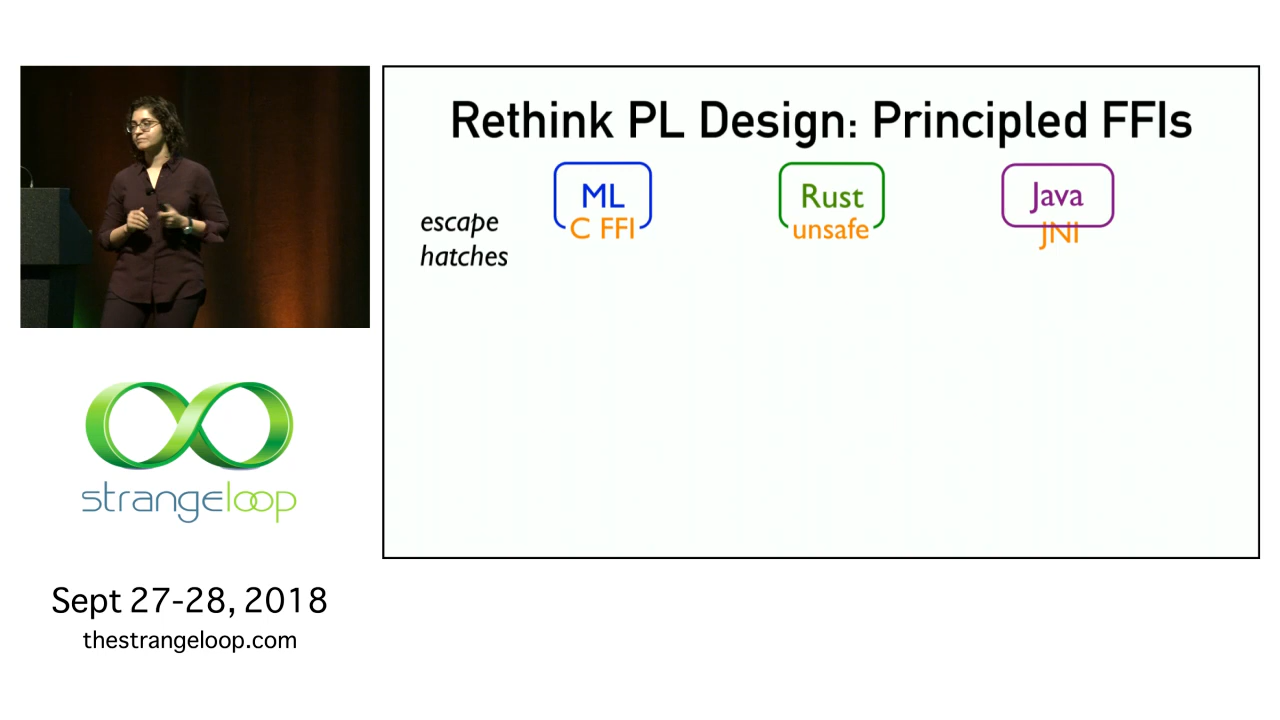 Rethink PL Design: Principled FFIs
ML
C FFI
Rust
unsafe
Java
JNI
escape
hatches
strangeloop
Sept 27-28, 2018
thestrangeloop.com